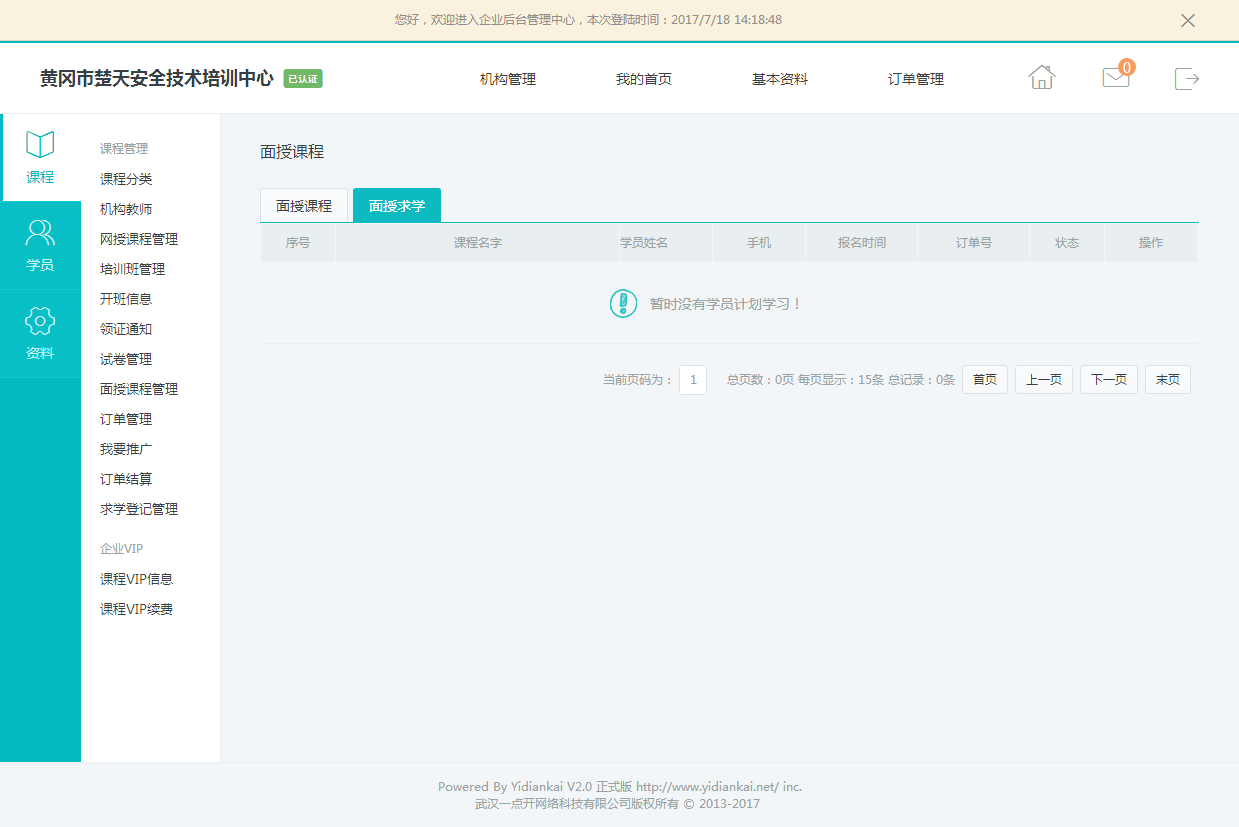 您好，欢迎进入企业后台管理中心，本次登陆时间：2017/7/18 14:18:48
黄冈市楚天安全技术培训中心 已认证 机构管理 我的首页 基本资料 订单管理 0
课程
学员
资料
课程管理
课程分类
机构教师
网授课程管理
培训班管理
开班信息
领证通知
试卷管理
面授课程管理
订单管理
我要推广
订单结算
求学登记管理
企业VIP
课程VIP信息
课程VIP续费
面授课程
面授课程 面授求学
序号 课程名字 学员姓名 手机 报名时间 订单号 状态 操作
暂时没有学员计划学习！
当前页码为： 1 总页数：0页 每页显示：15条 总记录：0条 首页 上一页 下一页 末页
Powered By Yidiankai V2.0 正式版 http://www.yidiankai.net/ inc.
武汉一点开网络科技有限公司版权所有 © 2013-2017